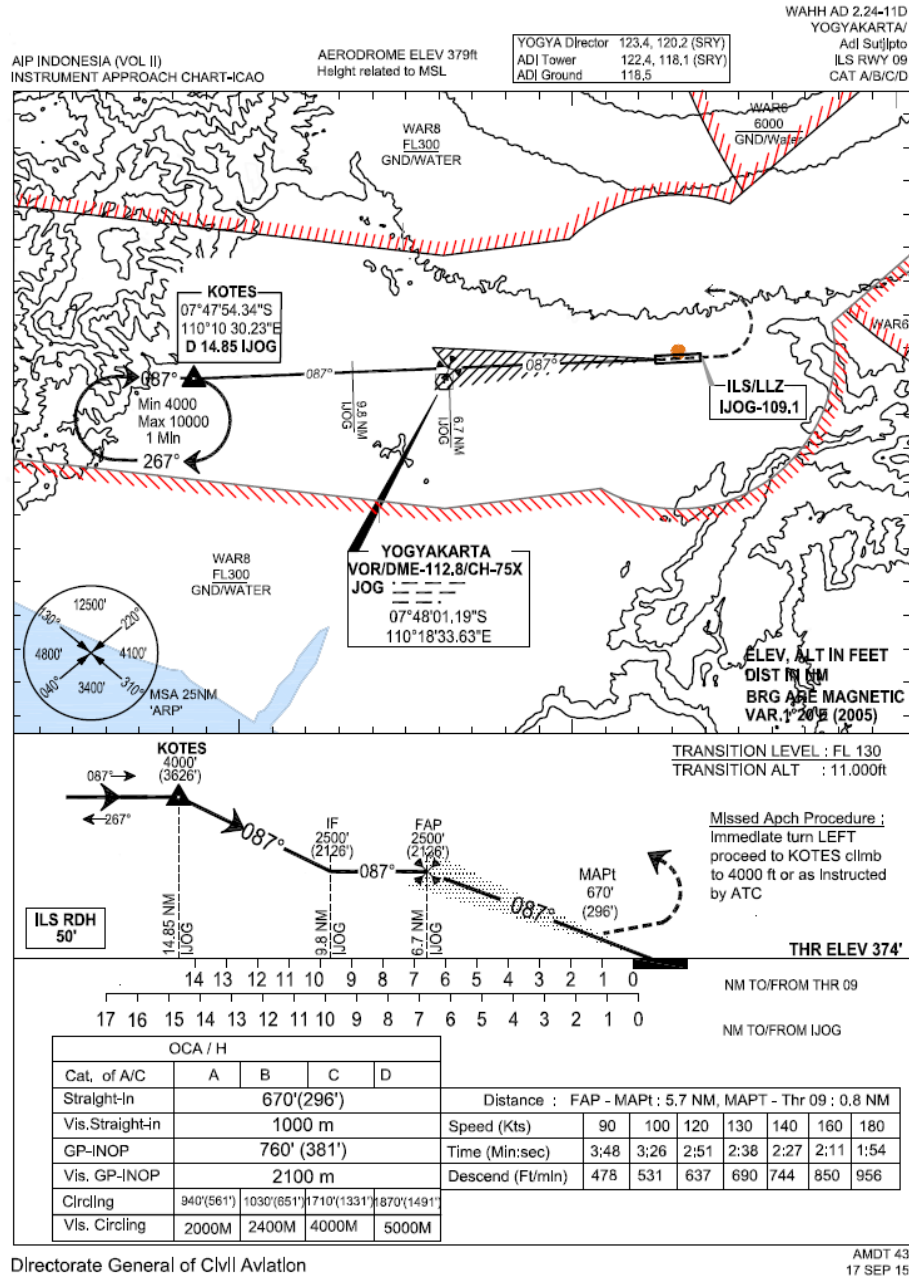 WAHH AD 2.24-11D
YOGYAKARTA/
Adi Sutjipto
ILS RWY 09
CAT A/B/C/D
AIP INDONESIA (VOL II)
INSTRUMENT APPROACH CHART-ICAO
AERODROME ELEV 379ft
Height related to MSL
YOGYA Director 123.4, 120.2 (SRY)
ADI Tower 122.4, 118.1 (SRY)
ADI Ground 118.5
WAR8
FL300
GND/WATER
WAR6
6000
GND/Water
WAR6
KOTES
07°47'54.34"S
110°10 30.23"E
D 14.85 IJOG
087°
Min 4000
Max 10000
1 Min
267°
087°
9.8 NM
IJOG
6.7 NM
IJOG
087°
ILS/LLZ
IJOG-109.1
YOGYAKARTA
VOR/DME-112.8/CH-75X
JOG
07°48'01.19"S
110°18'33.63"E
WAR8
FL300
GND/WATER
12500'
130°
220°
4800'
4100'
040°
310°
3400'
MSA 25NM
'ARP'
ELEV, ALT IN FEET
DIST IN NM
BRG ARE MAGNETIC
VAR.1°20'E (2005)
TRANSITION LEVEL : FL 130
TRANSITION ALT : 11.000ft
Missed Apch Procedure :
Immediate turn LEFT
proceed to KOTES climb
to 4000 ft or as instructed
by ATC
KOTES
4000'
(3626')
087°
267°
087°
IF
2500'
(2126')
087°
FAP
2500'
(2126')
087°
MAPt
670'
(296')
ILS RDH
50'
14.85 NM
IJOG
9.8 NM
IJOG
6.7 NM
IJOG
THR ELEV 374'
14 13 12 11 10 9 8 7 6 5 4 3 2 1 0
NM TO/FROM THR 09
17 16 15 14 13 12 11 10 9 8 7 6 5 4 3 2 1 0
NM TO/FROM IJOG
OCA / H
Cat. of A/C A B C D
Straight-in 670'(296')
Vis.Straight-in 1000 m
GP-INOP 760' (381')
Vis. GP-INOP 2100 m
Circling 940'(561') 1030'(651') 1710'(1331') 1870'(1491')
Vis. Circling 2000M 2400M 4000M 5000M
Distance : FAP - MAPt : 5.7 NM, MAPT - Thr 09 : 0.8 NM
Speed (Kts) 90 100 120 130 140 160 180
Time (Min:sec) 3:48 3:26 2:51 2:38 2:27 2:11 1:54
Descend (Ft/min) 478 531 637 690 744 850 956
Directorate General of Civil Aviation
AMDT 43
17 SEP 15